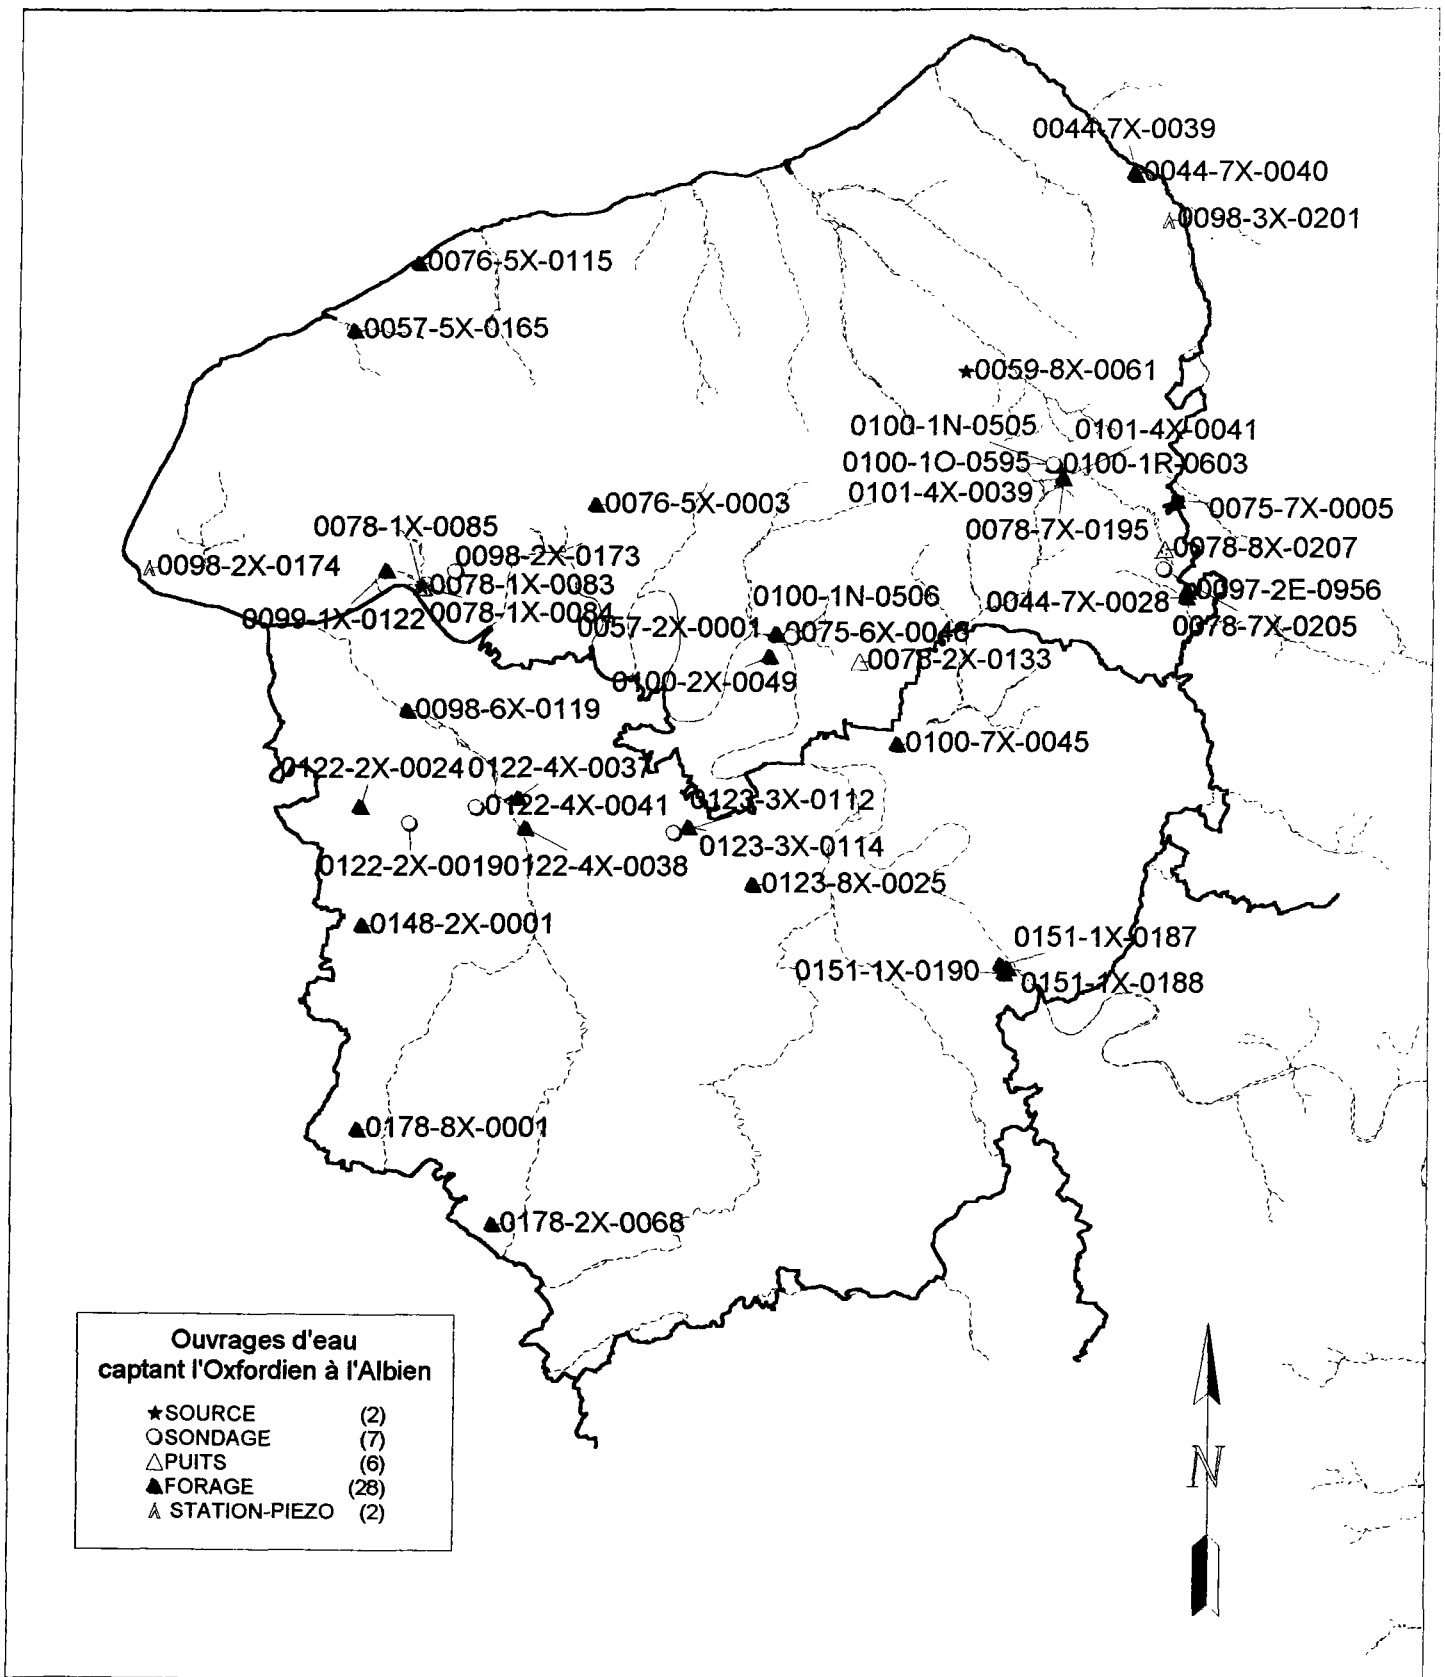 0044-7X-0039
0044-7X-0040
0098-3X-0201
0076-5X-0115
0057-5X-0165
0059-8X-0061
0100-1N-0505
0101-4X-0041
0100-1O-0595
0100-1R-0603
0101-4X-0039
0076-5X-0003
0075-7X-0005
0078-1X-0085
0078-7X-0195
0098-2X-0173
0078-8X-0207
0098-2X-0174
0078-1X-0083
0097-2E-0956
0100-1N-0506
0044-7X-0028
0078-1X-0084
0099-1X-0122
0057-2X-0001
0075-6X-0046
0078-7X-0205
0078-2X-0133
0100-2X-0049
0098-6X-0119
0100-7X-0045
0122-2X-0024
0122-4X-0037
0123-3X-0112
0122-4X-0041
0123-3X-0114
0122-2X-0019
0122-4X-0038
0123-8X-0025
0148-2X-0001
0151-1X-0187
0151-1X-0190
0151-1X-0188
0178-8X-0001
0178-2X-0068
Ouvrages d'eau
captant l'Oxfordien à l'Albien
SOURCE (2)
SONDAGE (7)
PUITS (6)
FORAGE (28)
STATION-PIEZO (2)
N